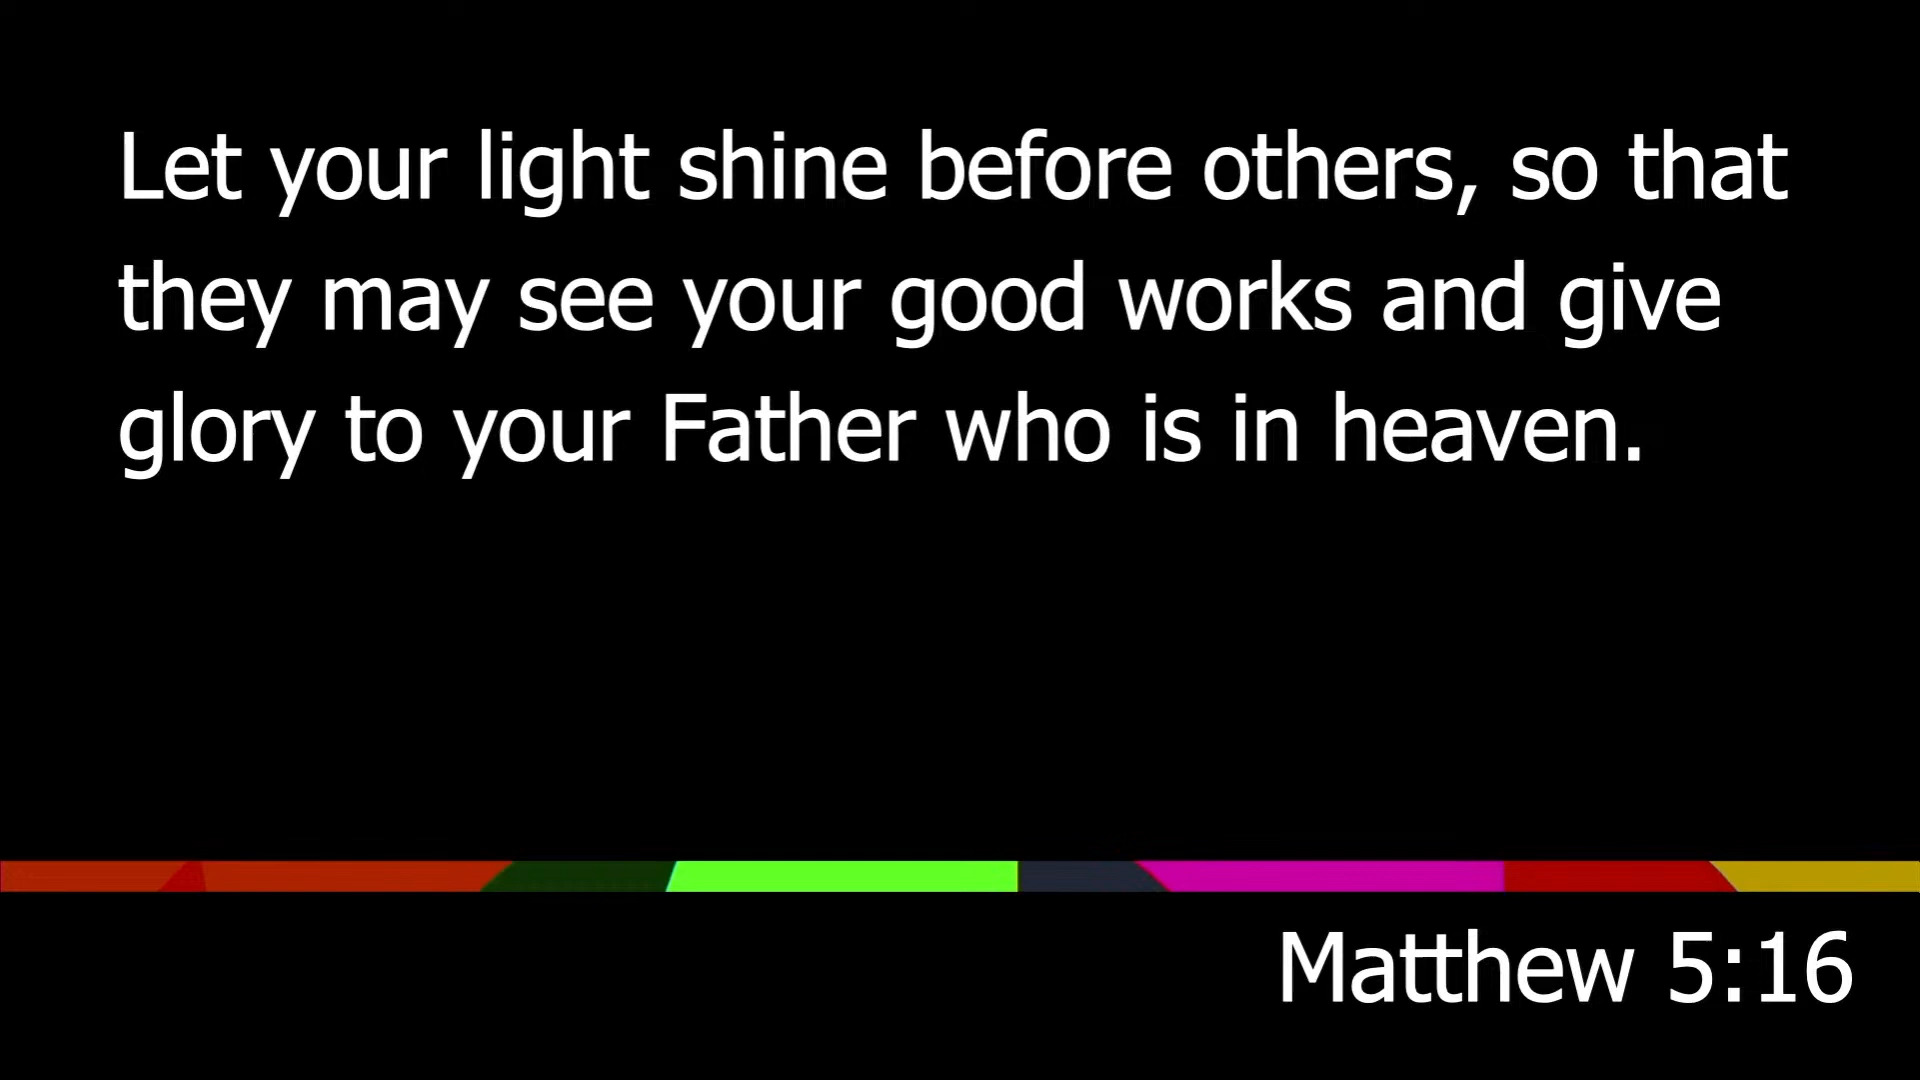 Let your light shine before others, so that
they may see your good works and give
glory to your Father who is in heaven.
Matthew 5:16